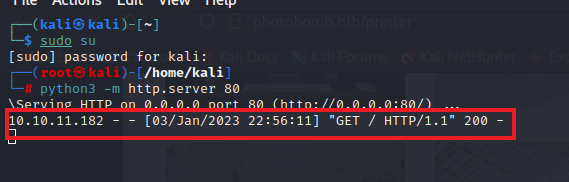 Actions Edit View Help
photobomb.htb/printer
(kali㉿kali)-[~]
$ sudo su
Kali Docs Kali Forums Kali NetHunter
[sudo] password for kali:
(root㉿kali)-[/home/kali]
# python3 -m http.server 80
\Serving HTTP on 0.0.0.0 port 80 (http://0.0.0.0:80/) ...
10.10.11.182 - - [03/Jan/2023 22:56:11] "GET / HTTP/1.1" 200 -